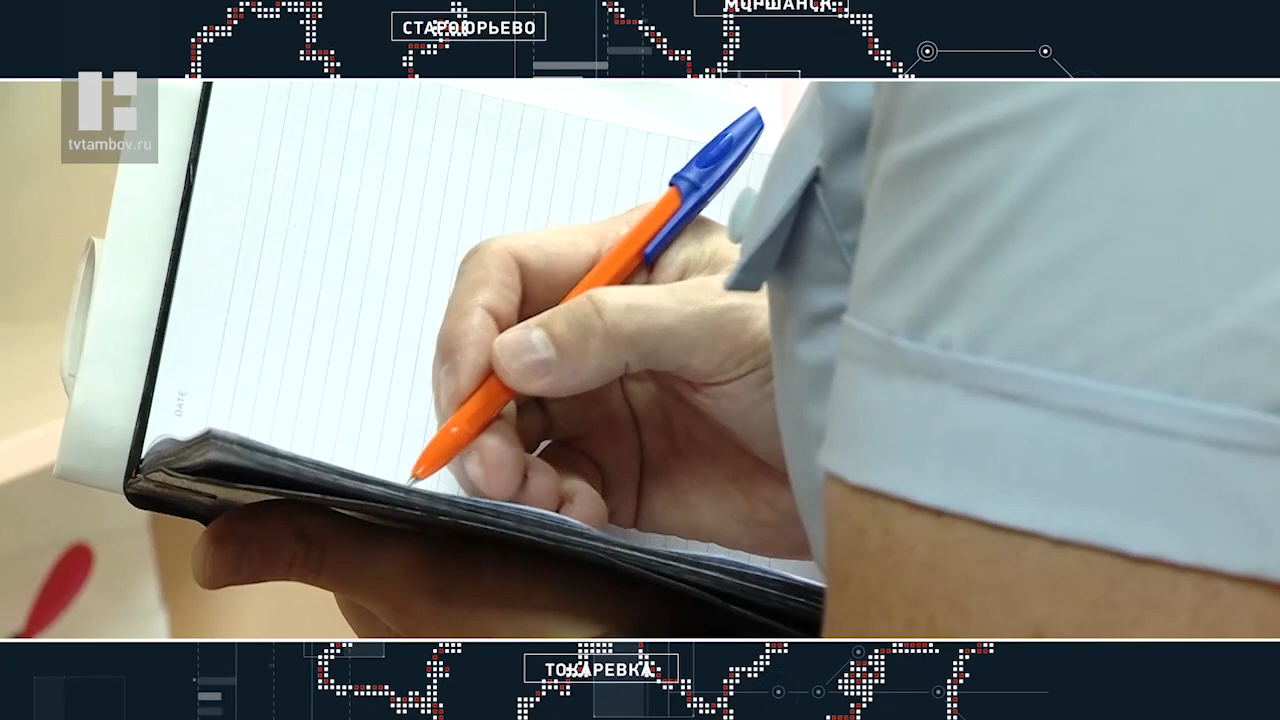 СТАРОЮРЬЕВО
МОРШАНСК
tvtambov.ru
DATE
ТОКАРЕВКА